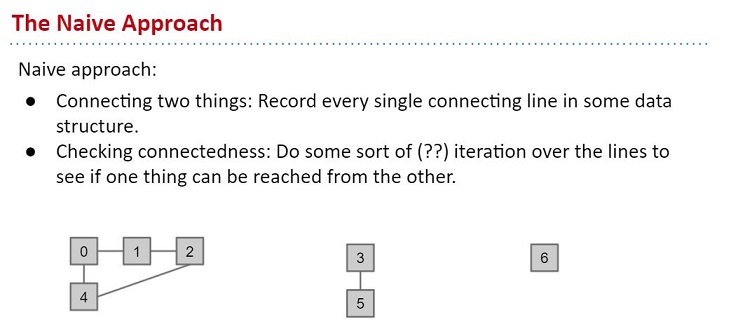 The Naive Approach
Naive approach:
● Connecting two things: Record every single connecting line in some data
structure.
● Checking connectedness: Do some sort of (??) iteration over the lines to
see if one thing can be reached from the other.
0 1 2
3 6
4
5